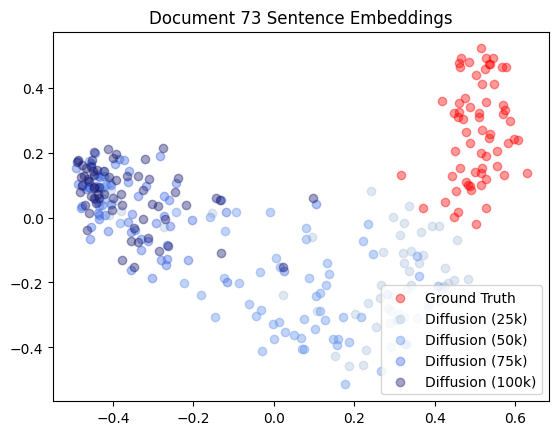 Document 73 Sentence Embeddings
0.4
0.2
0.0
−0.2
−0.4
−0.4
−0.2
0.0
0.2
0.4
0.6
Ground Truth
Diffusion (25k)
Diffusion (50k)
Diffusion (75k)
Diffusion (100k)